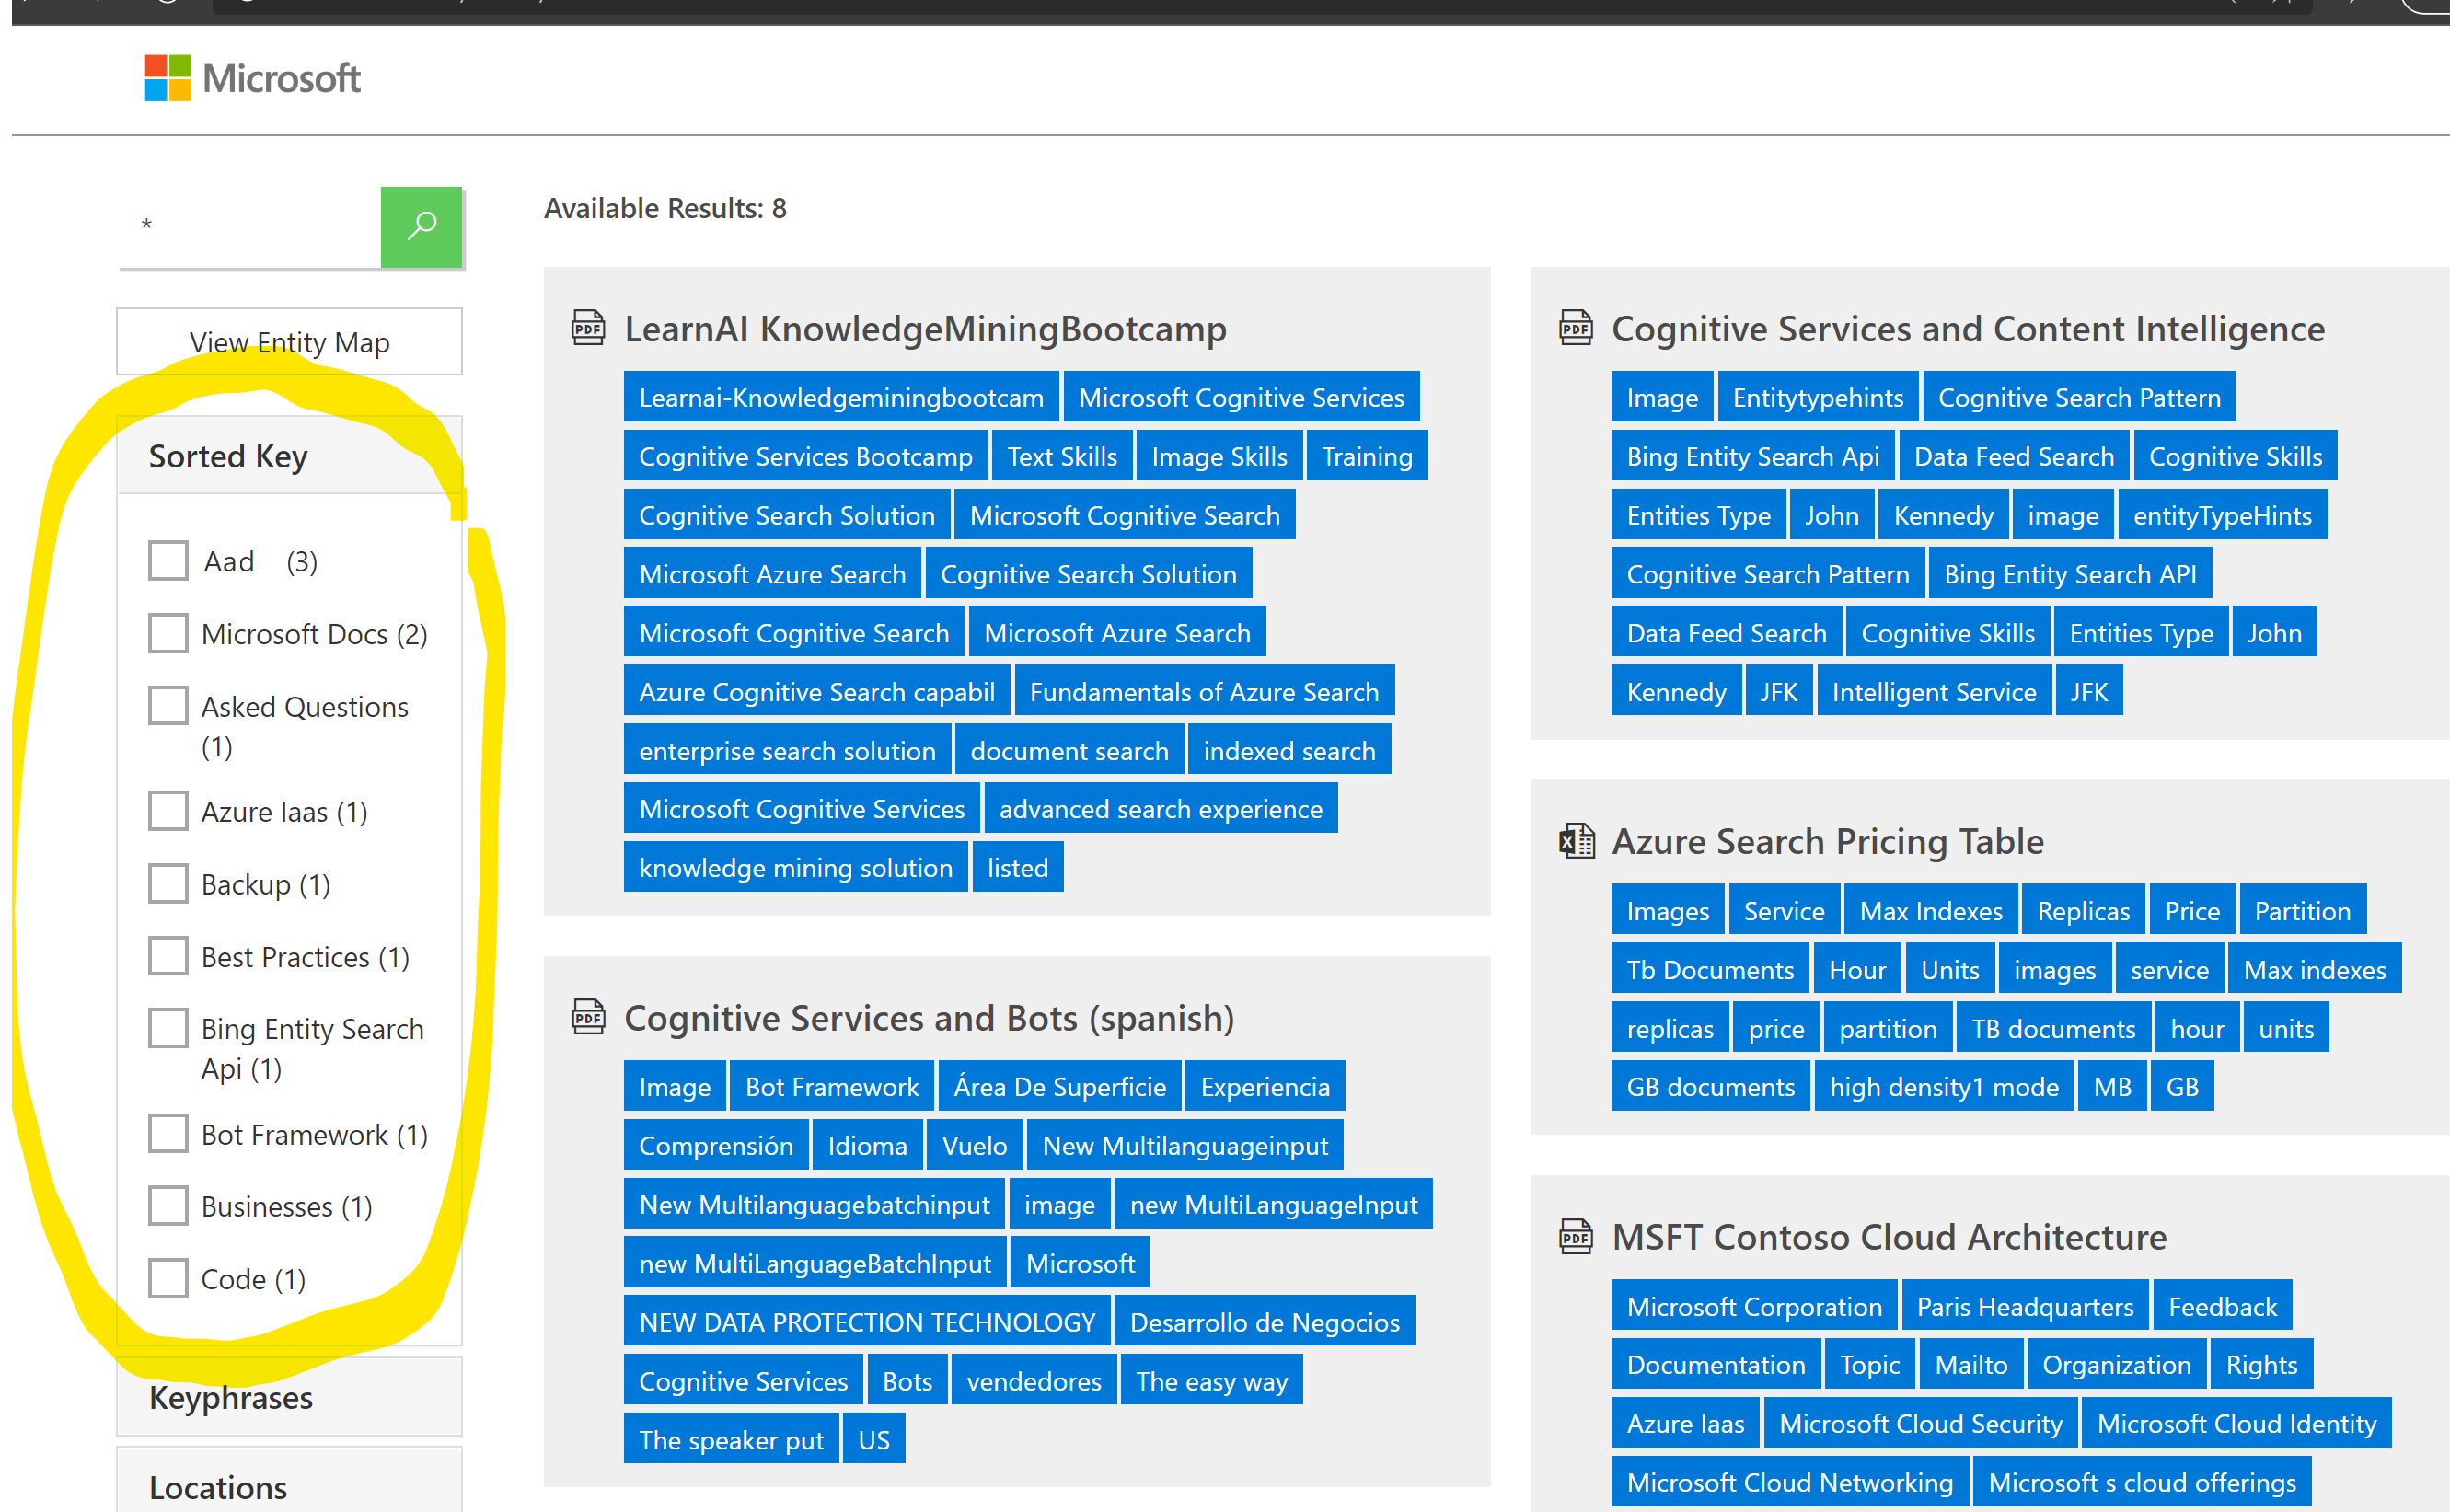 Microsoft
*
View Entity Map
Sorted Key
Aad (3)
Microsoft Docs (2)
Asked Questions
(1)
Azure Iaas (1)
Backup (1)
Best Practices (1)
Bing Entity Search
Api (1)
Bot Framework (1)
Businesses (1)
Code (1)
Keyphrases
Locations
Available Results: 8
PDF LearnAI KnowledgeMiningBootcamp
Learnai-Knowledgeminingbootcam Microsoft Cognitive Services
Cognitive Services Bootcamp Text Skills Image Skills Training
Cognitive Search Solution Microsoft Cognitive Search
Microsoft Azure Search Cognitive Search Solution
Microsoft Cognitive Search Microsoft Azure Search
Azure Cognitive Search capabil Fundamentals of Azure Search
enterprise search solution document search indexed search
Microsoft Cognitive Services advanced search experience
knowledge mining solution listed
PDF Cognitive Services and Bots (spanish)
Image Bot Framework Área De Superficie Experiencia
Comprensión Idioma Vuelo New Multilanguageinput
New Multilanguagebatchinput image new MultiLanguageInput
new MultiLanguageBatchInput Microsoft
NEW DATA PROTECTION TECHNOLOGY Desarrollo de Negocios
Cognitive Services Bots vendedores The easy way
The speaker put US
PDF Cognitive Services and Content Intelligence
Image Entitytypehints Cognitive Search Pattern
Bing Entity Search Api Data Feed Search Cognitive Skills
Entities Type John Kennedy image entityTypeHints
Cognitive Search Pattern Bing Entity Search API
Data Feed Search Cognitive Skills Entities Type John
Kennedy JFK Intelligent Service JFK
X Azure Search Pricing Table
Images Service Max Indexes Replicas Price Partition
Tb Documents Hour Units images service Max indexes
replicas price partition TB documents hour units
GB documents high density1 mode MB GB
PDF MSFT Contoso Cloud Architecture
Microsoft Corporation Paris Headquarters Feedback
Documentation Topic Mailto Organization Rights
Azure Iaas Microsoft Cloud Security Microsoft Cloud Identity
Microsoft Cloud Networking Microsoft s cloud offerings